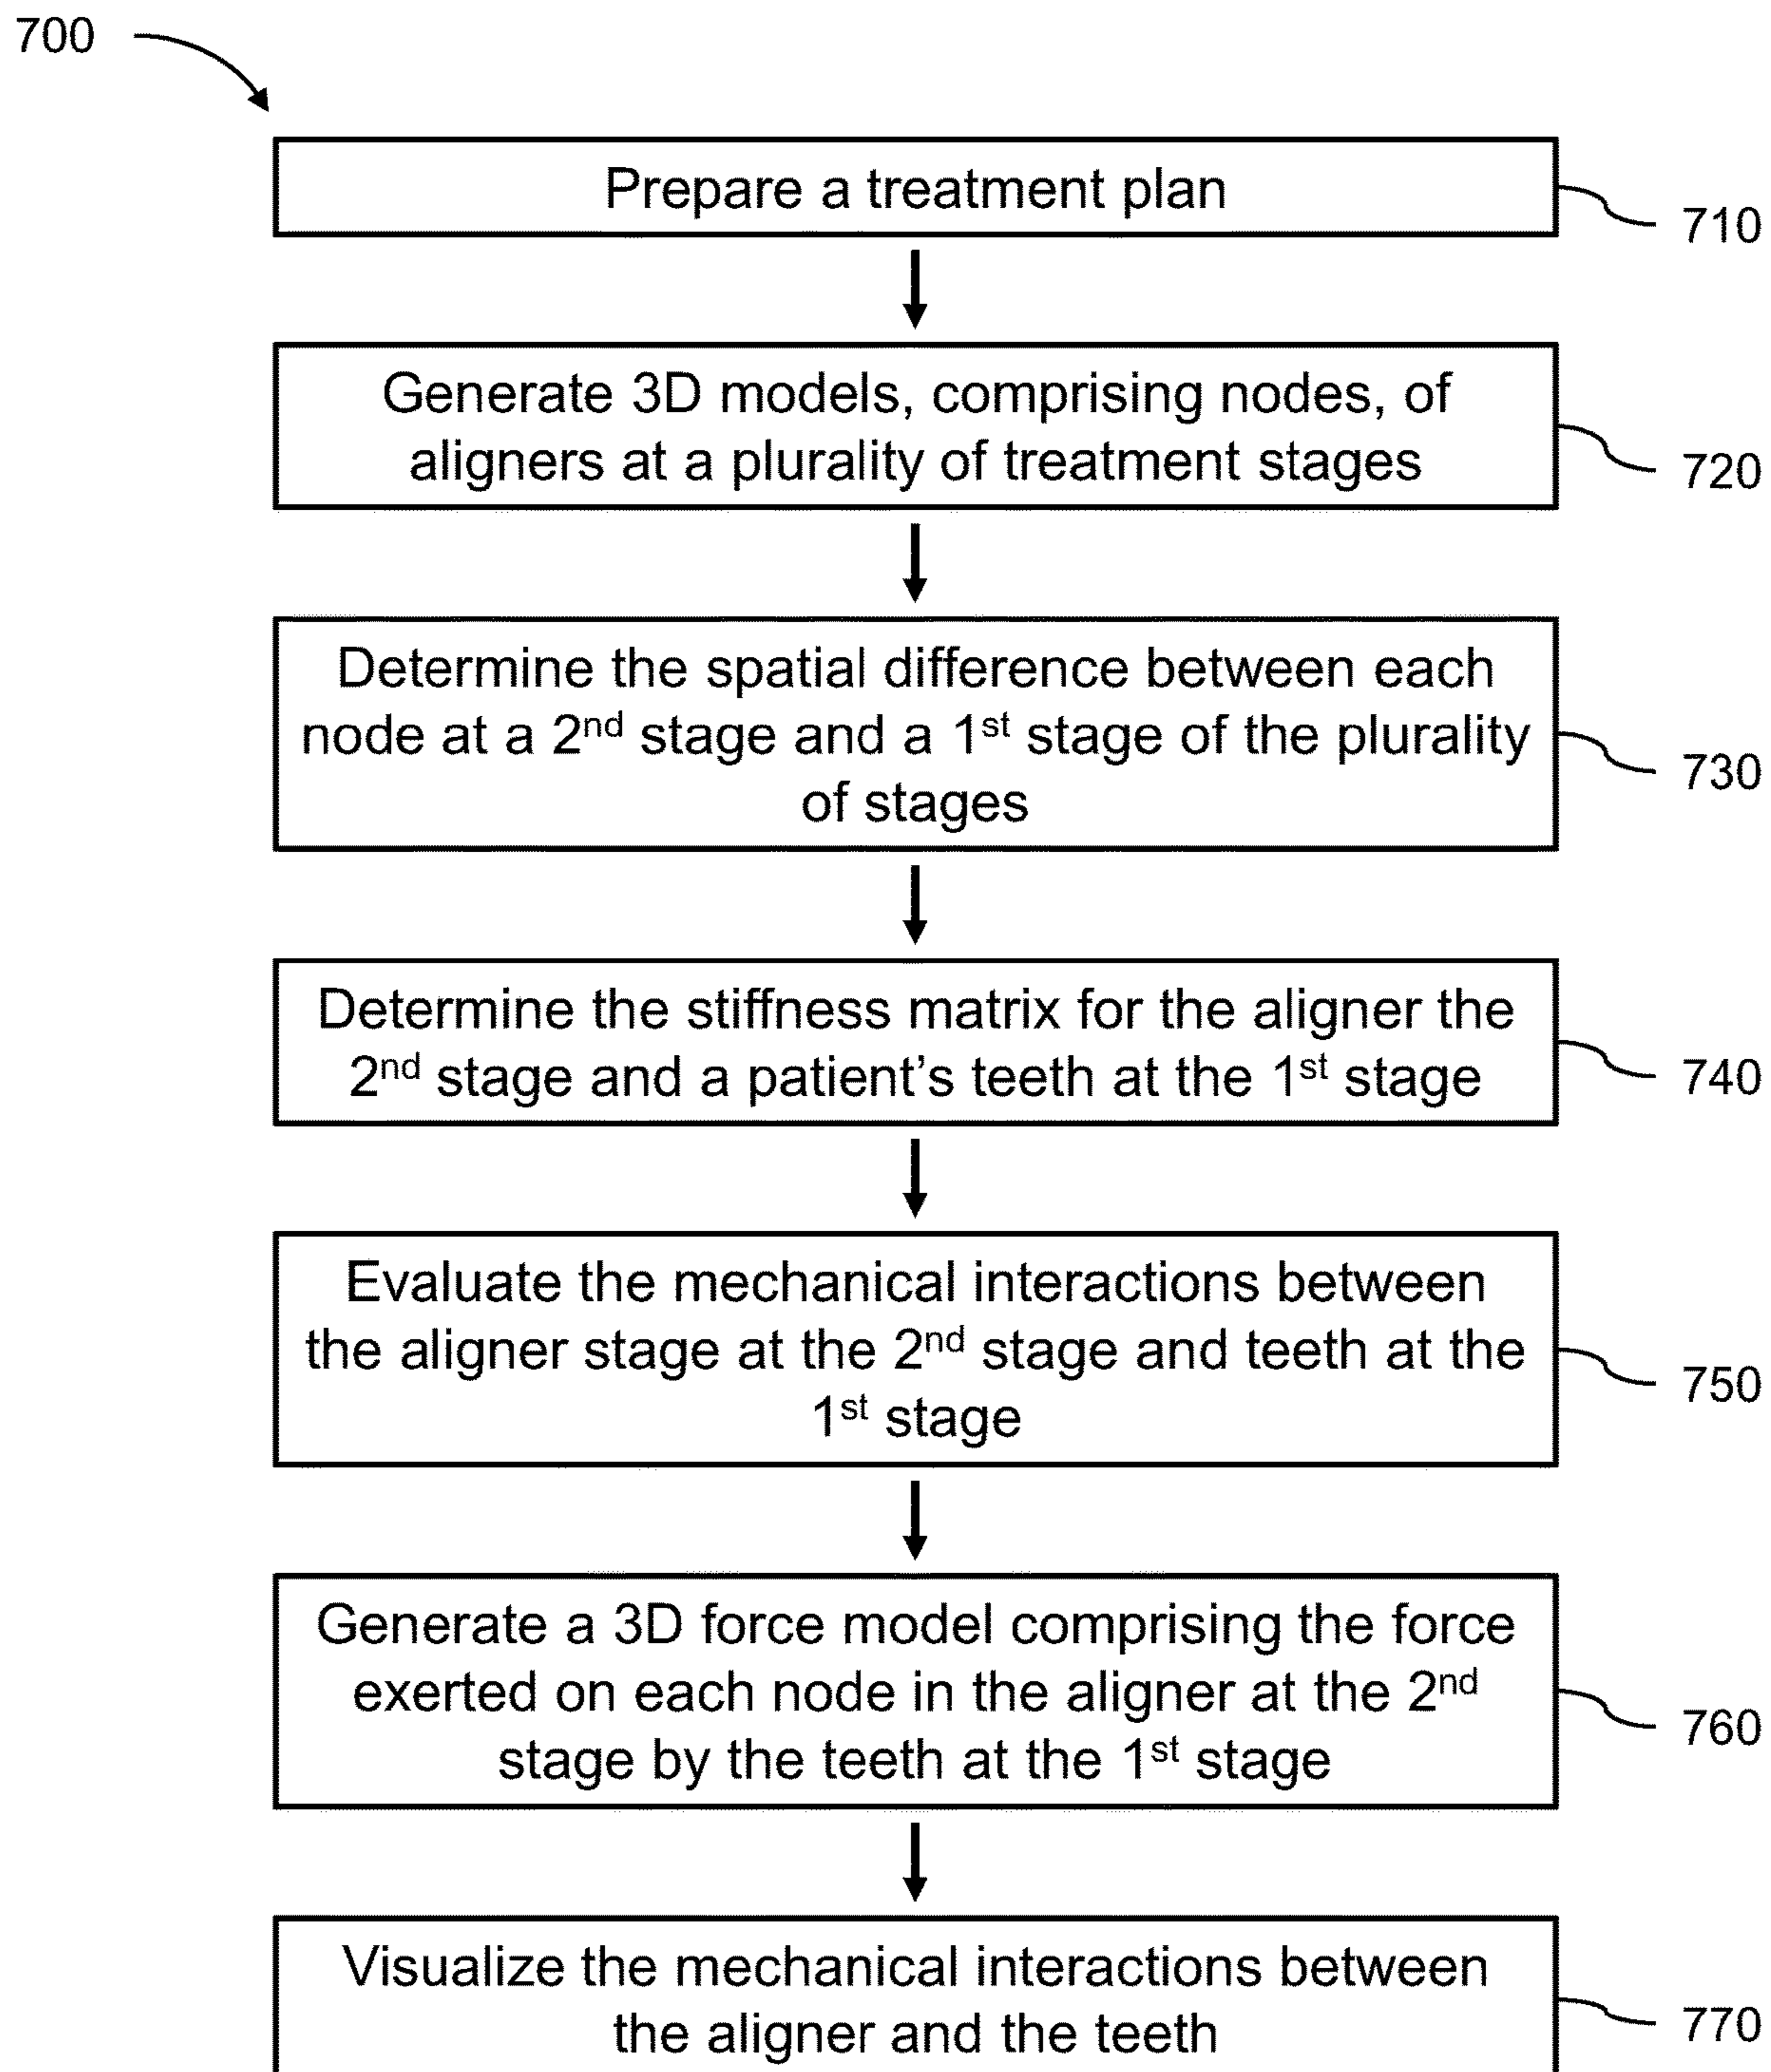 700
Prepare a treatment plan
710
Generate 3D models, comprising nodes, of
aligners at a plurality of treatment stages
720
Determine the spatial difference between each
node at a 2nd stage and a 1st stage of the plurality
of stages
730
Determine the stiffness matrix for the aligner the
2nd stage and a patient’s teeth at the 1st stage
740
Evaluate the mechanical interactions between
the aligner stage at the 2nd stage and teeth at the
1st stage
750
Generate a 3D force model comprising the force
exerted on each node in the aligner at the 2nd
stage by the teeth at the 1st stage
760
Visualize the mechanical interactions between
the aligner and the teeth
770